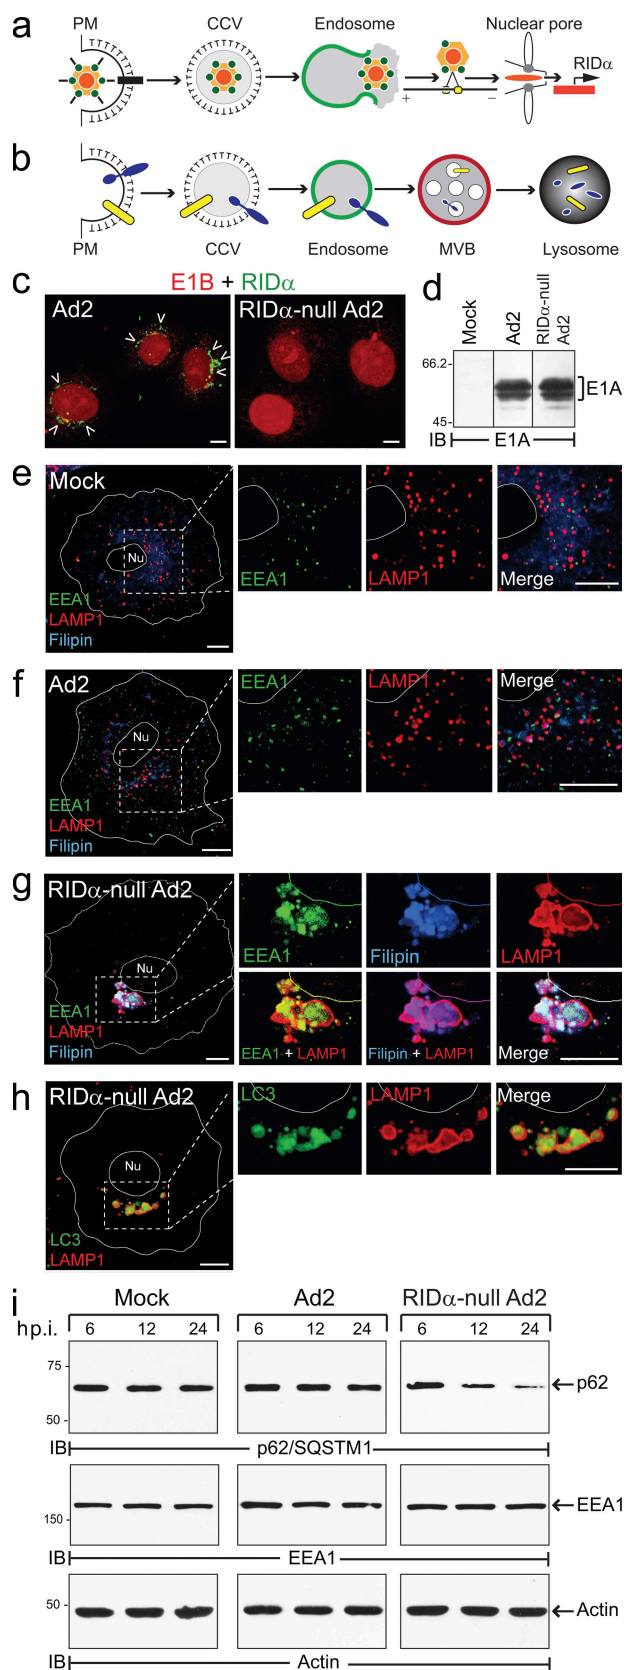 a
PM
CCV
Endosome
Nuclear pore
RIDα
+
−
b
PM
CCV
Endosome
MVB
Lysosome
c
E1B + RIDα
Ad2
RIDα-null Ad2
d
Mock
Ad2
RIDα-null Ad2
66.2-
45-
E1A
IB E1A
e
Mock
Nu
EEA1
LAMP1
Filipin
EEA1
LAMP1
Merge
f
Ad2
Nu
EEA1
LAMP1
Filipin
EEA1
LAMP1
Merge
g
RIDα-null Ad2
Nu
EEA1
LAMP1
Filipin
EEA1
Filipin
LAMP1
EEA1 + LAMP1
Filipin + LAMP1
Merge
h
RIDα-null Ad2
Nu
LC3
LAMP1
LC3
LAMP1
Merge
i
Mock
Ad2
RIDα-null Ad2
h p.i. 6 12 24 6 12 24 6 12 24
75 -
50 -
p62
IB p62/SQSTM1
150 -
EEA1
IB EEA1
50 -
Actin
IB Actin